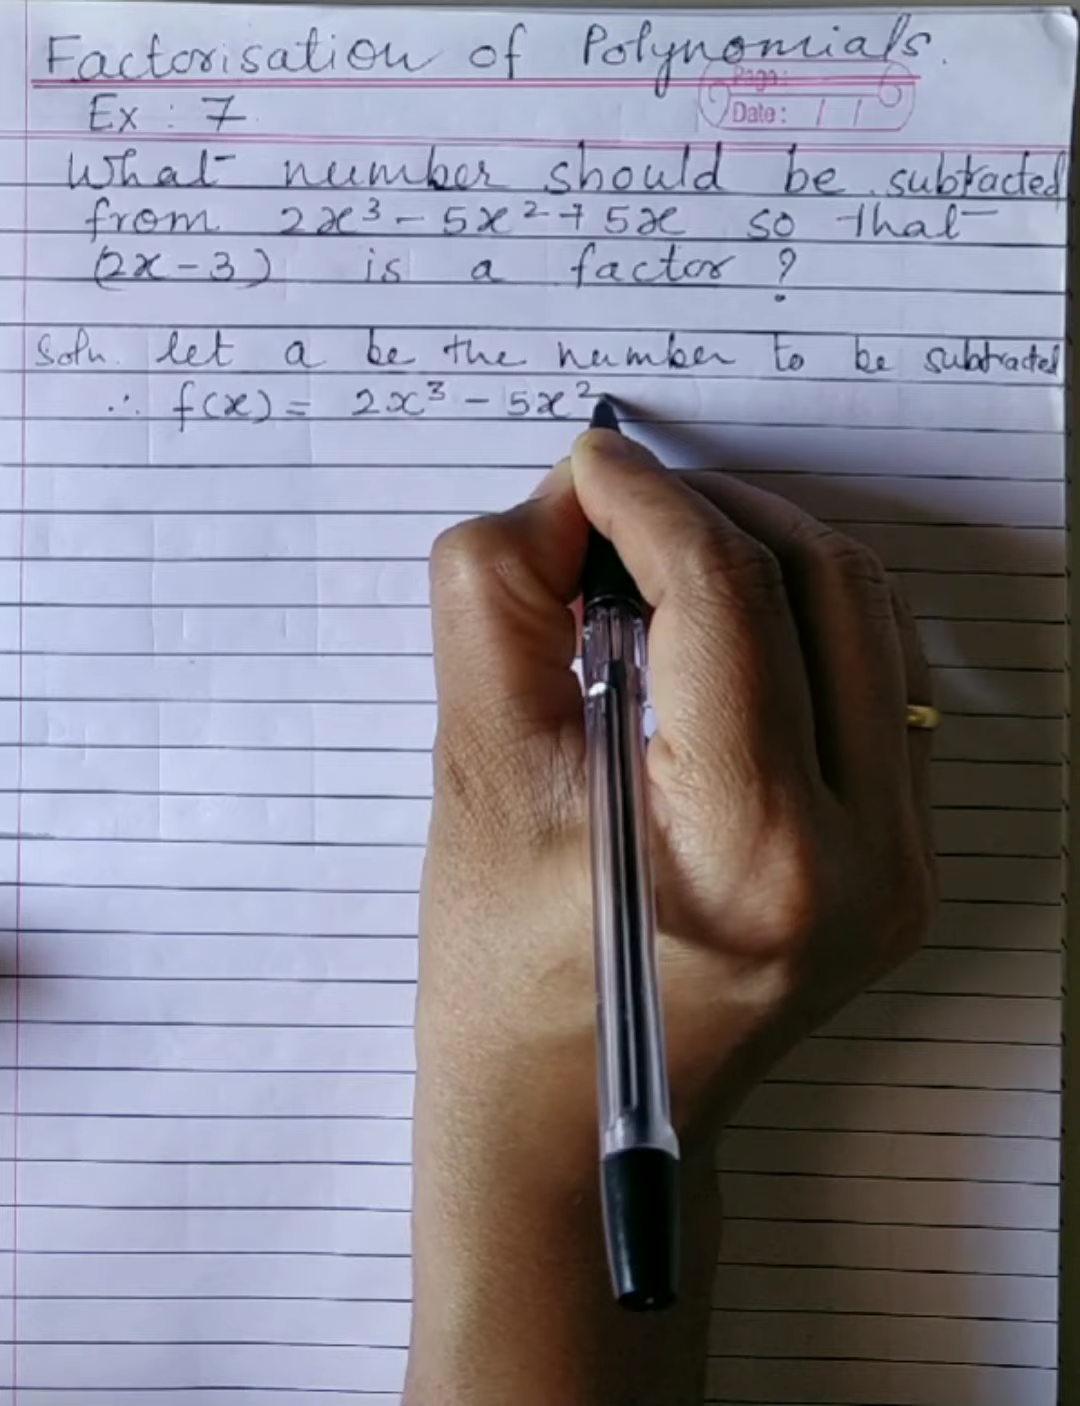 Factorisation of Polynomials.
Page:
Date: / /
Ex : 7
What number should be subtracted
from 2x³ - 5x² + 5x so that
(2x - 3) is a factor ?
Soln. let a be the number to be subtracted
∴ f(x) = 2x³ - 5x²